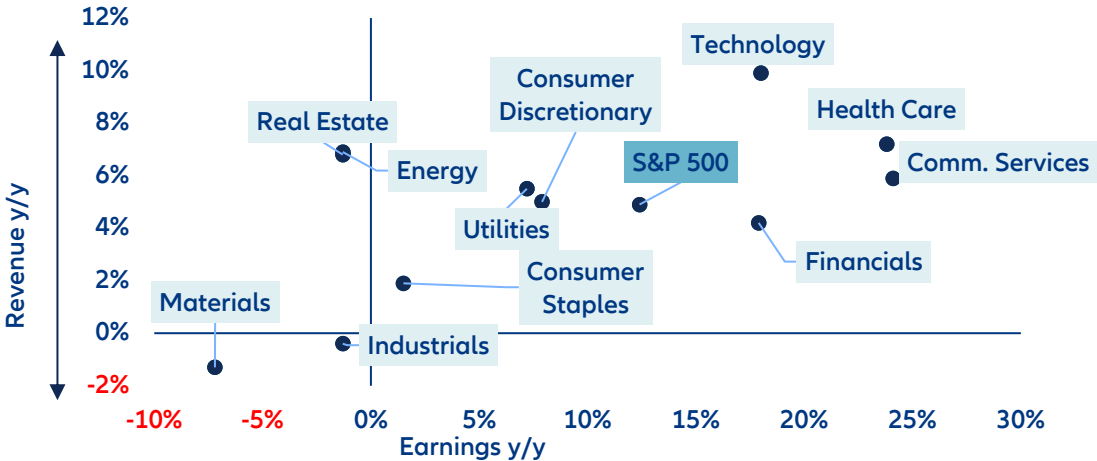 12%
10%
8%
6%
4%
2%
0%
-2%
Revenue y/y
Technology
Consumer
Discretionary
Health Care
Real Estate
S&P 500
Comm. Services
Energy
Utilities
Financials
Consumer
Staples
Materials
Industrials
-10%
-5%
0%
5%
10%
15%
20%
25%
30%
Earnings y/y